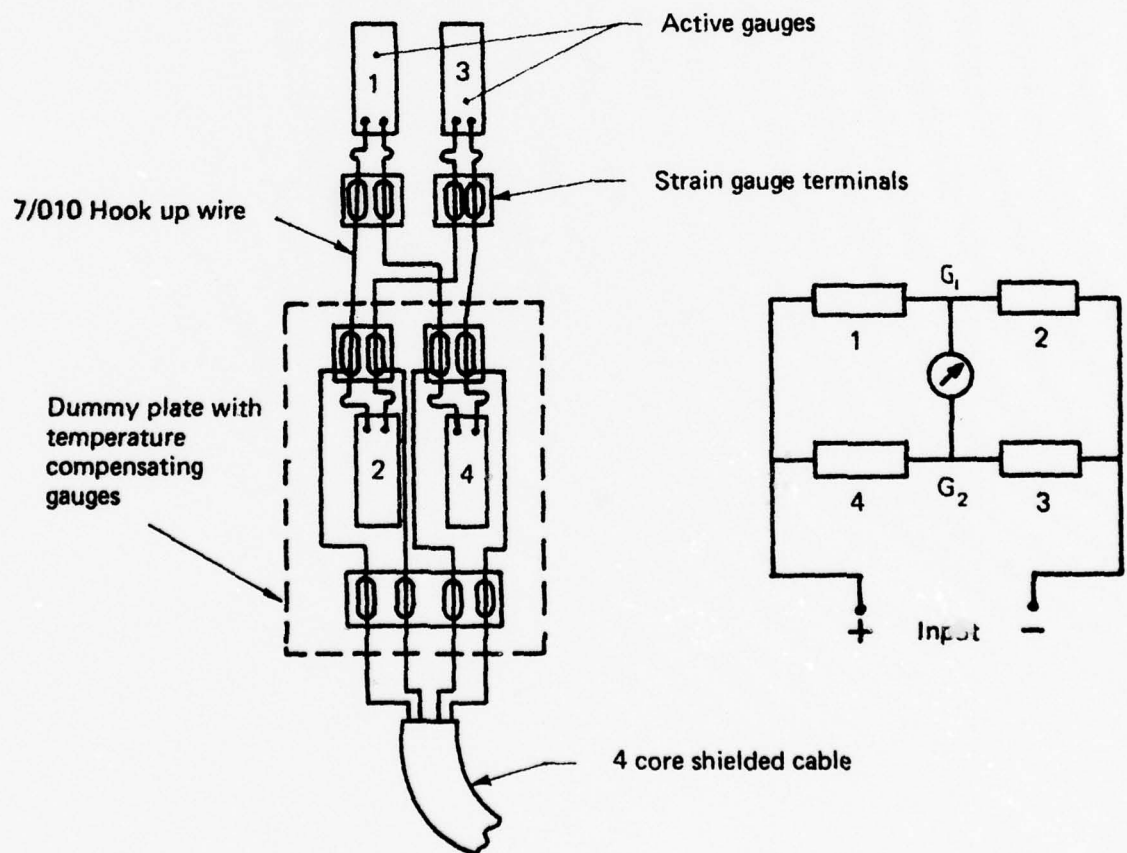 Active gauges
1
3
Strain gauge terminals
7/010 Hook up wire
Dummy plate with
temperature
compensating
gauges
2
4
4 core shielded cable
G1
1
2
4
G2
3
+ Input −